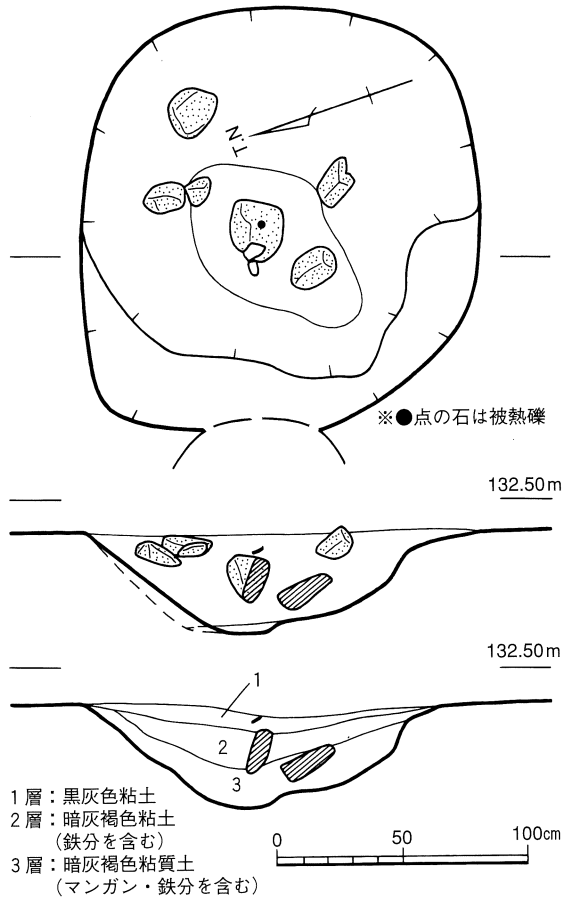 T.N
※●点の石は被熱礫
132.50m
132.50m
1
2
3
1層：黒灰色粘土
2層：暗灰褐色粘土
（鉄分を含む）
3層：暗灰褐色粘質土
（マンガン・鉄分を含む）
0 50 100cm